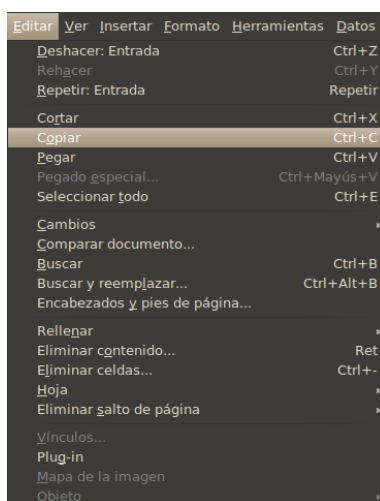 Editar Ver Insertar Formato Herramientas Datos
Deshacer: Entrada Ctrl+Z
Rehacer Ctrl+Y
Repetir: Entrada Repetir
Cortar Ctrl+X
Copiar Ctrl+C
Pegar Ctrl+V
Pegado especial... Ctrl+Mayús+V
Seleccionar todo Ctrl+E
Cambios
Comparar documento...
Buscar Ctrl+B
Buscar y reemplazar... Ctrl+Alt+B
Encabezados y pies de página...
Rellenar
Eliminar contenido... Ret
Eliminar celdas... Ctrl+-
Hoja
Eliminar salto de página
Vínculos...
Plug-in
Mapa de la imagen
Objeto